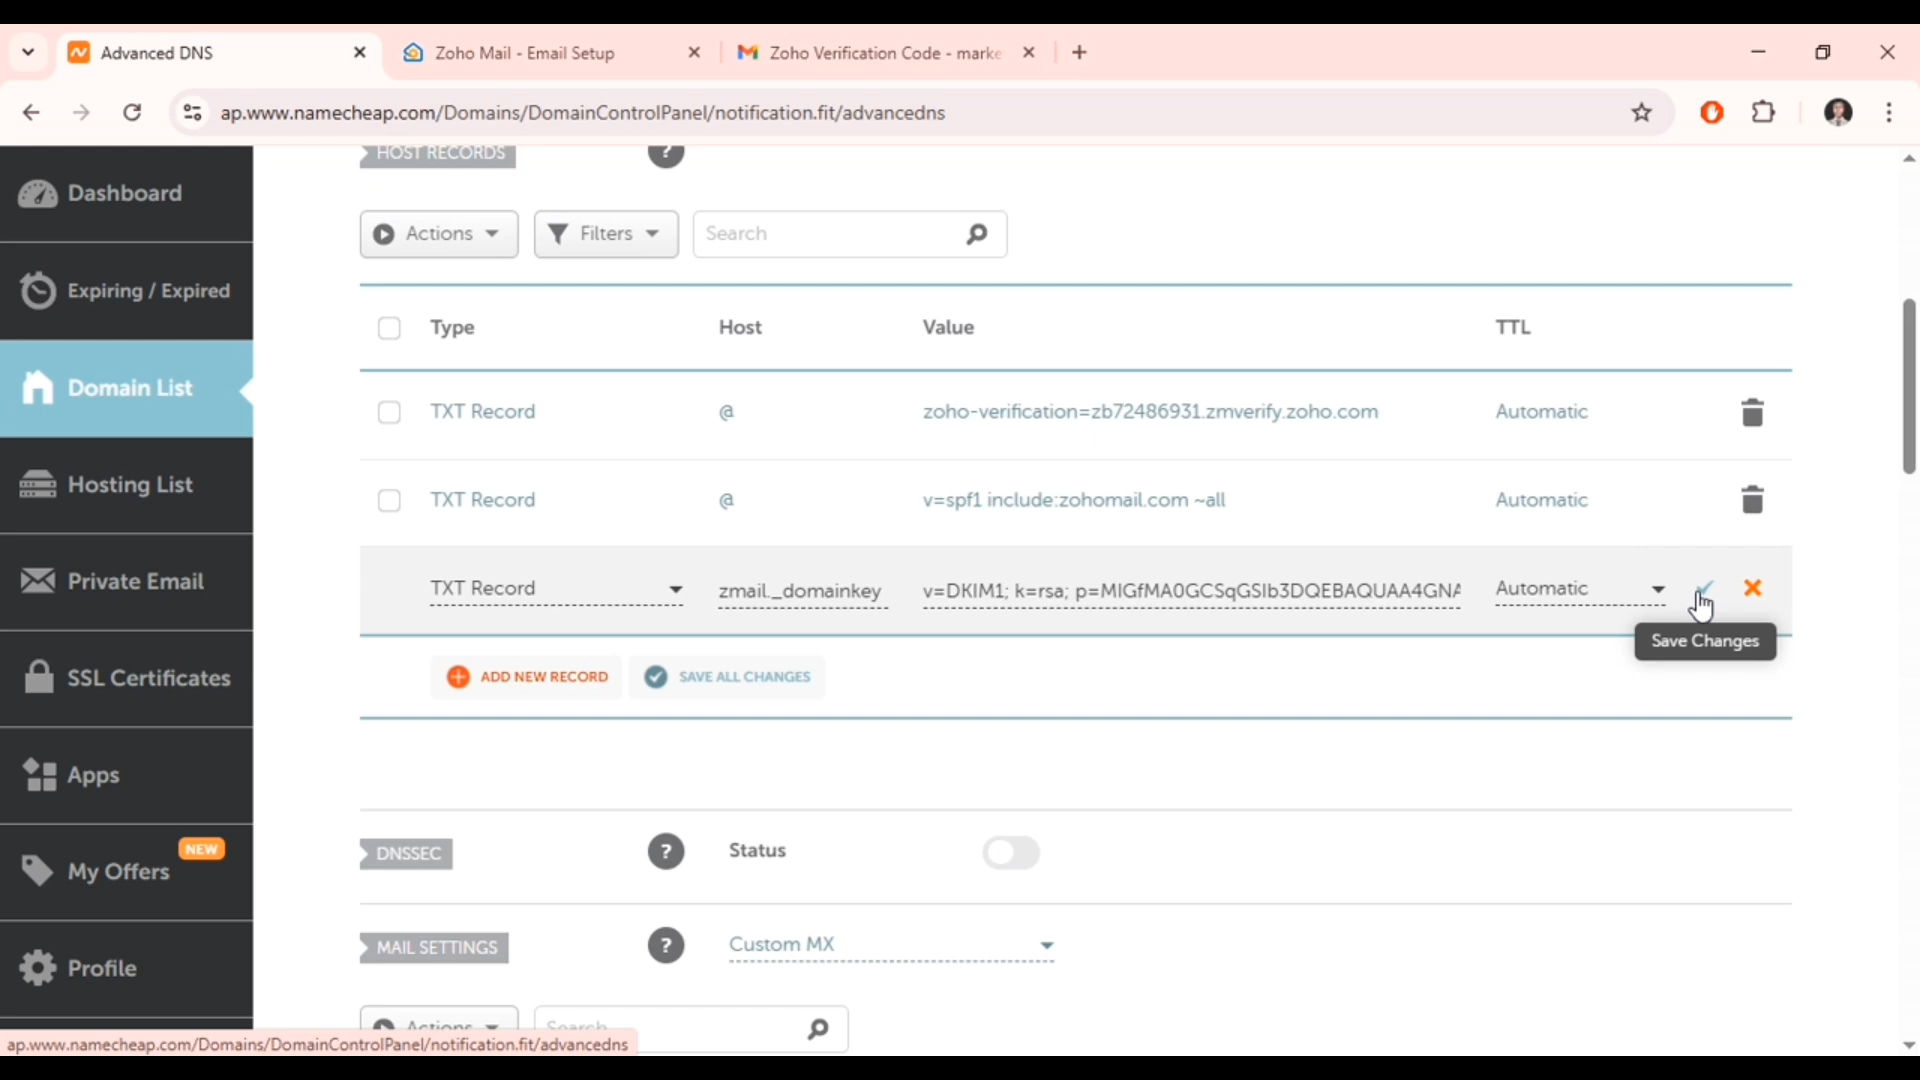 Advanced DNS
Zoho Mail - Email Setup
Zoho Verification Code - marke
ap.www.namecheap.com/Domains/DomainControlPanel/notification.fit/advancedns
HOST RECORDS
?
Dashboard
Actions
Filters
Search
Expiring / Expired
Type Host Value TTL
Domain List
TXT Record @ zoho-verification=zb72486931.zmverify.zoho.com Automatic
Hosting List
TXT Record @ v=spf1 include:zohomail.com ~all Automatic
Private Email
TXT Record zmail._domainkey v=DKIM1; k=rsa; p=MIGfMA0GCSqGSIb3DQEBAQUAA4GNA Automatic
Save Changes
SSL Certificates
ADD NEW RECORD
SAVE ALL CHANGES
Apps
NEW
My Offers
DNSSEC ? Status
MAIL SETTINGS ? Custom MX
Profile
Actions
Search
ap.www.namecheap.com/Domains/DomainControlPanel/notification.fit/advancedns